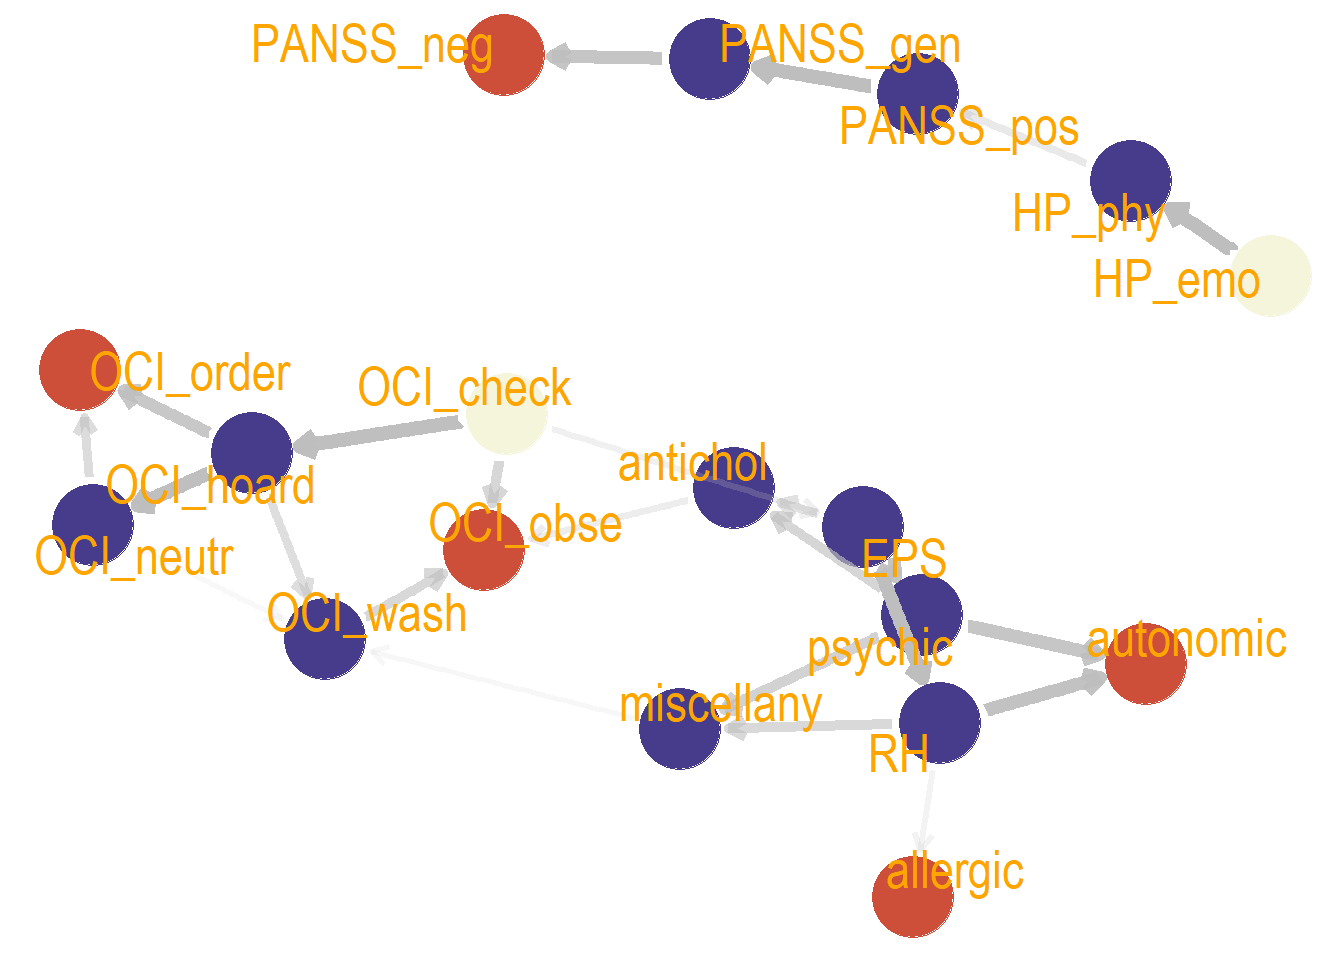 PANSS_neg
PANSS_gen
PANSS_pos
HP_phy
HP_emo
OCI_order
OCI_check
antichol
OCI_hoard
OCI_obse
OCI_neutr
EPS
OCI_wash
psychic
autonomic
miscellany
RH
allergic